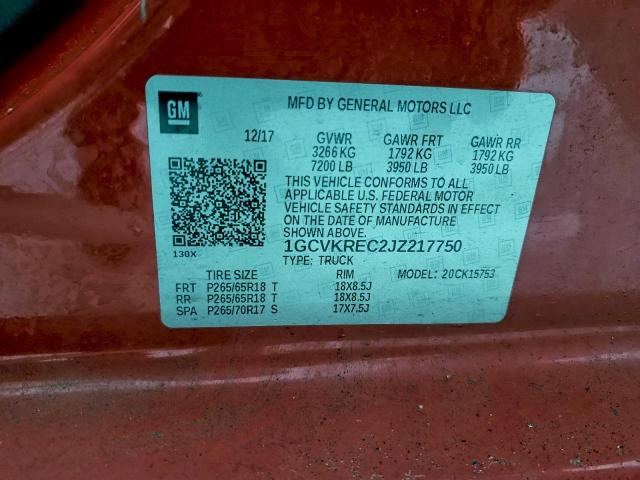 GM
MFD BY GENERAL MOTORS LLC
12/17 GVWR GAWR FRT GAWR RR
3266 KG 1792 KG 1792 KG
7200 LB 3950 LB 3950 LB
THIS VEHICLE CONFORMS TO ALL
APPLICABLE U.S. FEDERAL MOTOR
VEHICLE SAFETY STANDARDS IN EFFECT
ON THE DATE OF MANUFACTURE
SHOWN ABOVE.
130X
1GCVKREC2JZ217750
TYPE: TRUCK
TIRE SIZE RIM MODEL: 20CK15753
FRT P265/65R18 T 18X8.5J
RR P265/65R18 T 18X8.5J
SPA P265/70R17 S 17X7.5J